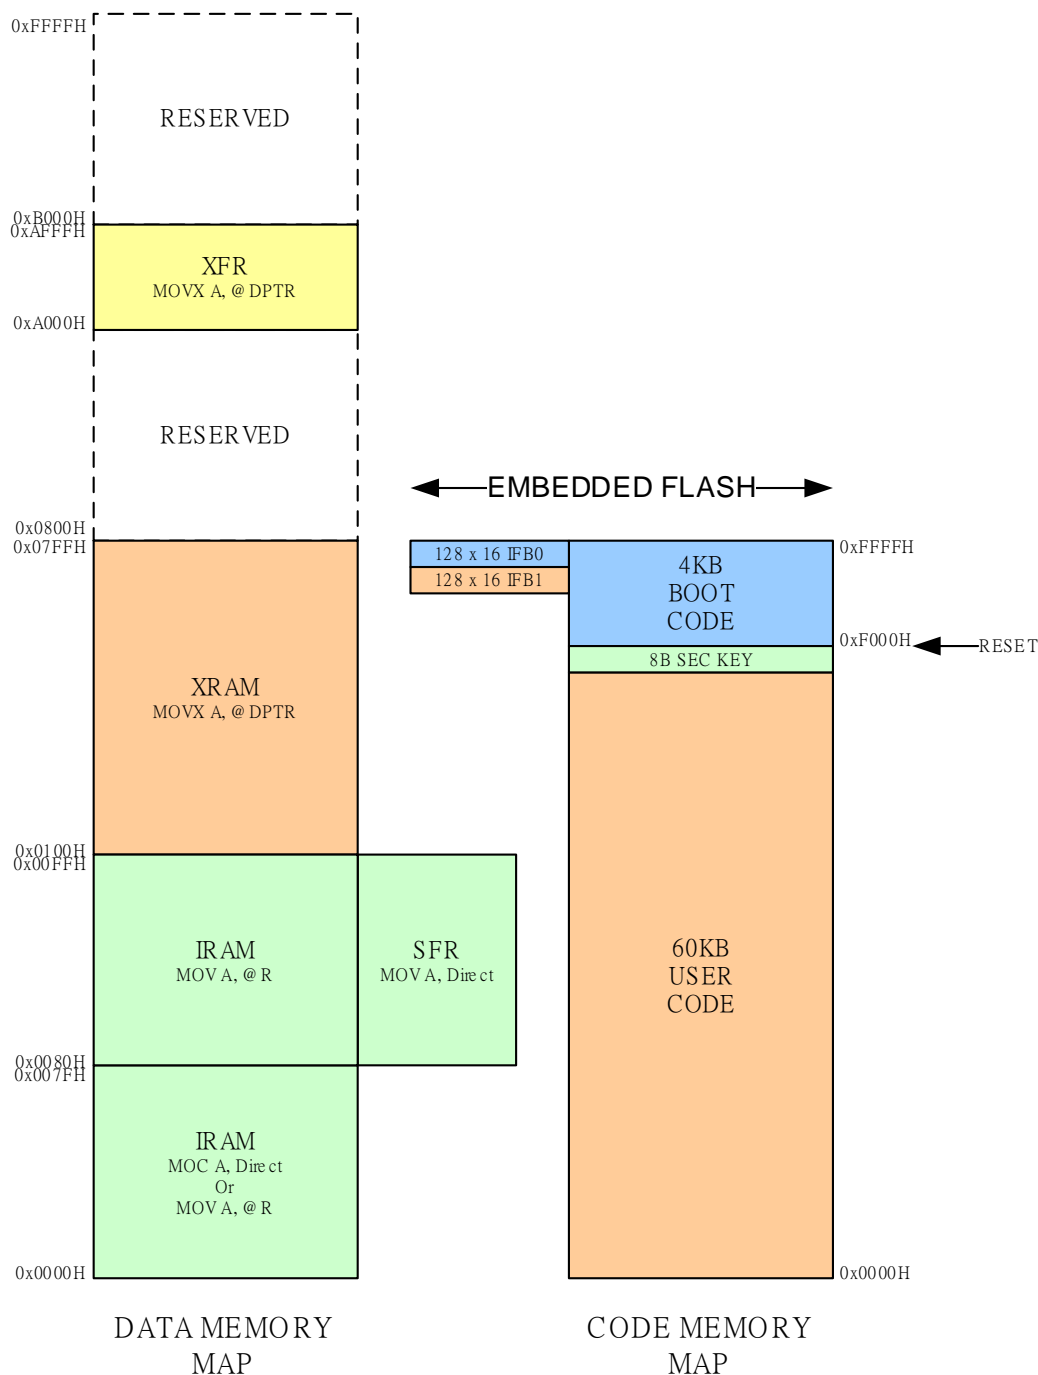 0xFFFFH
RESERVED
0xB000H
0xAFFFH
XFR
MOVX A, @ DPTR
0xA000H
RESERVED
0x0800H
0x07FFH
XRAM
MOVX A, @ DPTR
0x0100H
0x00FFH
IRAM
MOV A, @ R
SFR
MOV A, Direct
0x0080H
0x007FH
IRAM
MOC A, Direct
Or
MOV A, @ R
0x0000H
DATA MEMORY
MAP
EMBEDDED FLASH
128 x 16 IFB0
128 x 16 IFB1
4KB
BOOT
CODE
0xFFFFH
0xF000H
RESET
8B SEC KEY
60KB
USER
CODE
0x0000H
CODE MEMORY
MAP